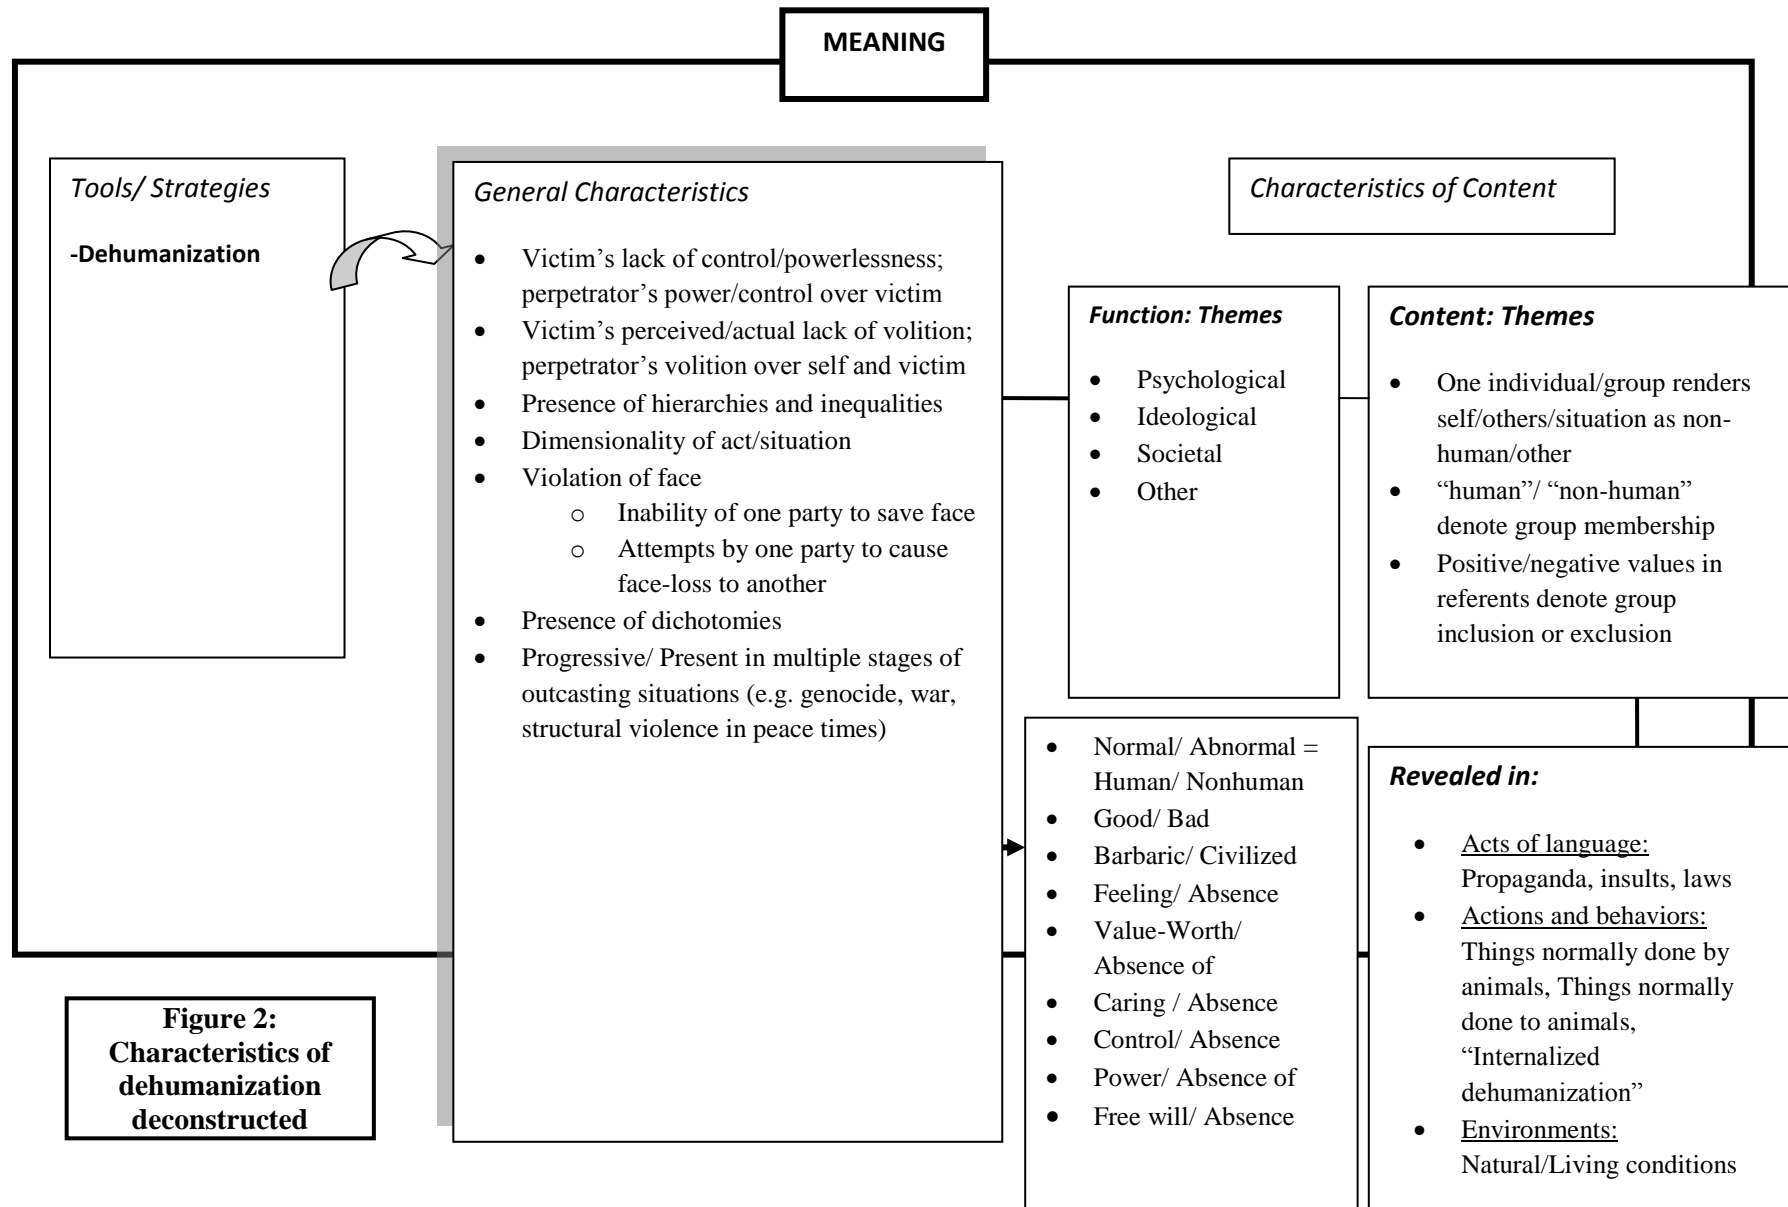 MEANING
Tools/ Strategies
-Dehumanization
General Characteristics
• Victim’s lack of control/powerlessness;
perpetrator’s power/control over victim
• Victim’s perceived/actual lack of volition;
perpetrator’s volition over self and victim
• Presence of hierarchies and inequalities
• Dimensionality of act/situation
• Violation of face
o Inability of one party to save face
o Attempts by one party to cause
face-loss to another
• Presence of dichotomies
• Progressive/ Present in multiple stages of
outcasting situations (e.g. genocide, war,
structural violence in peace times)
Characteristics of Content
Function: Themes
• Psychological
• Ideological
• Societal
• Other
Content: Themes
• One individual/group renders
self/others/situation as non-
human/other
• “human”/ “non-human”
denote group membership
• Positive/negative values in
referents denote group
inclusion or exclusion
• Normal/ Abnormal =
Human/ Nonhuman
• Good/ Bad
• Barbaric/ Civilized
• Feeling/ Absence
• Value-Worth/
Absence of
• Caring / Absence
• Control/ Absence
• Power/ Absence of
• Free will/ Absence
Revealed in:
• Acts of language:
Propaganda, insults, laws
• Actions and behaviors:
Things normally done by
animals, Things normally
done to animals,
“Internalized
dehumanization”
• Environments:
Natural/Living conditions
Figure 2:
Characteristics of
dehumanization
deconstructed